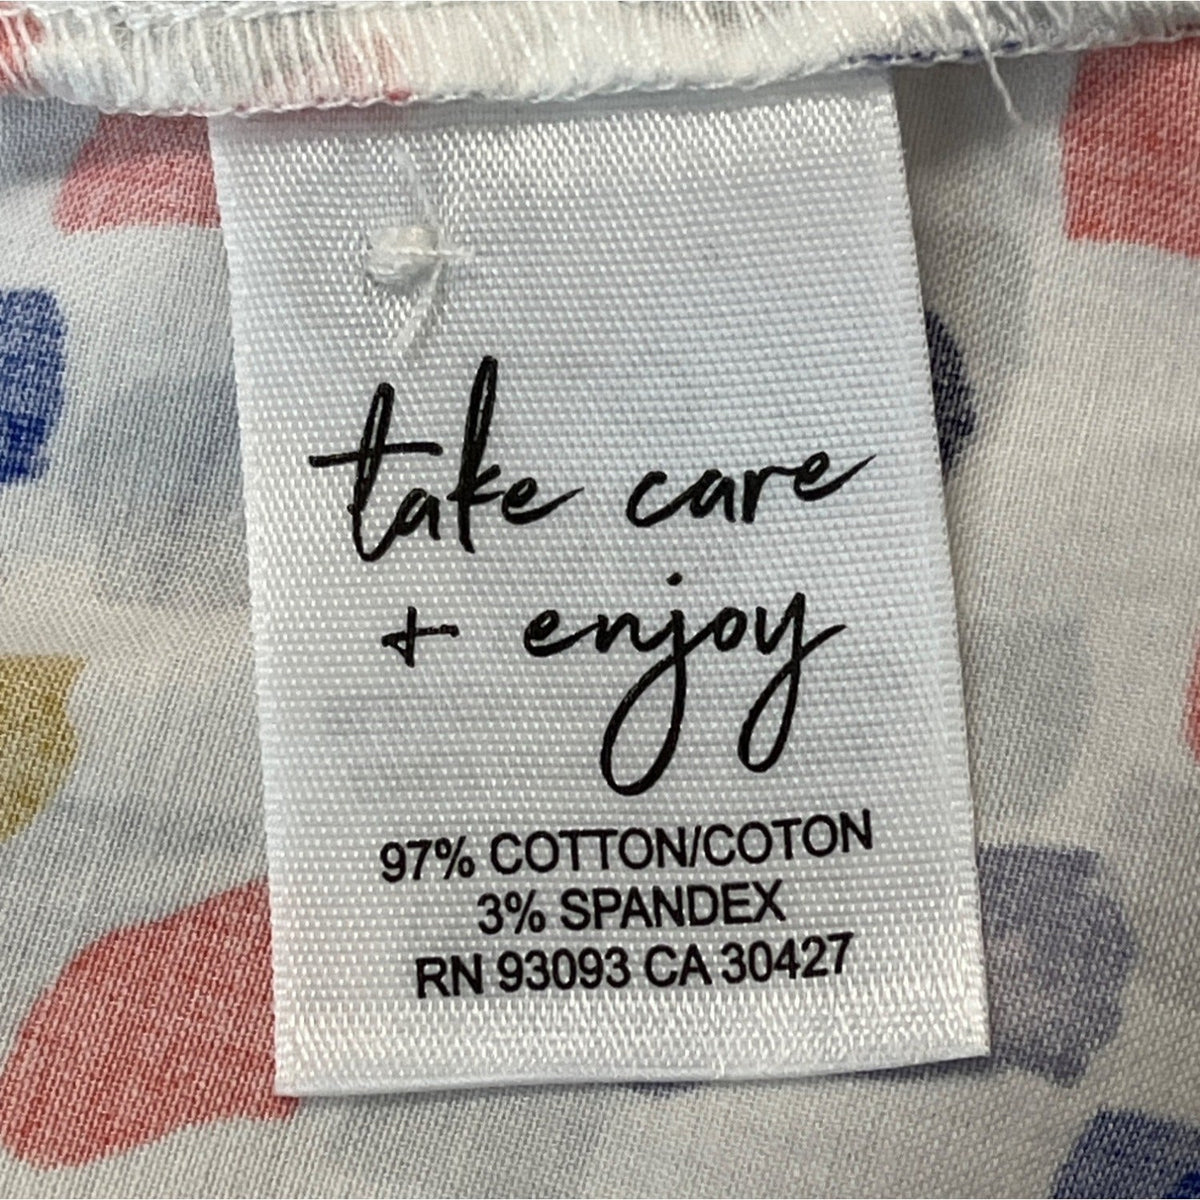 take care
+ enjoy
97% COTTON/COTON
3% SPANDEX
RN 93093 CA 30427